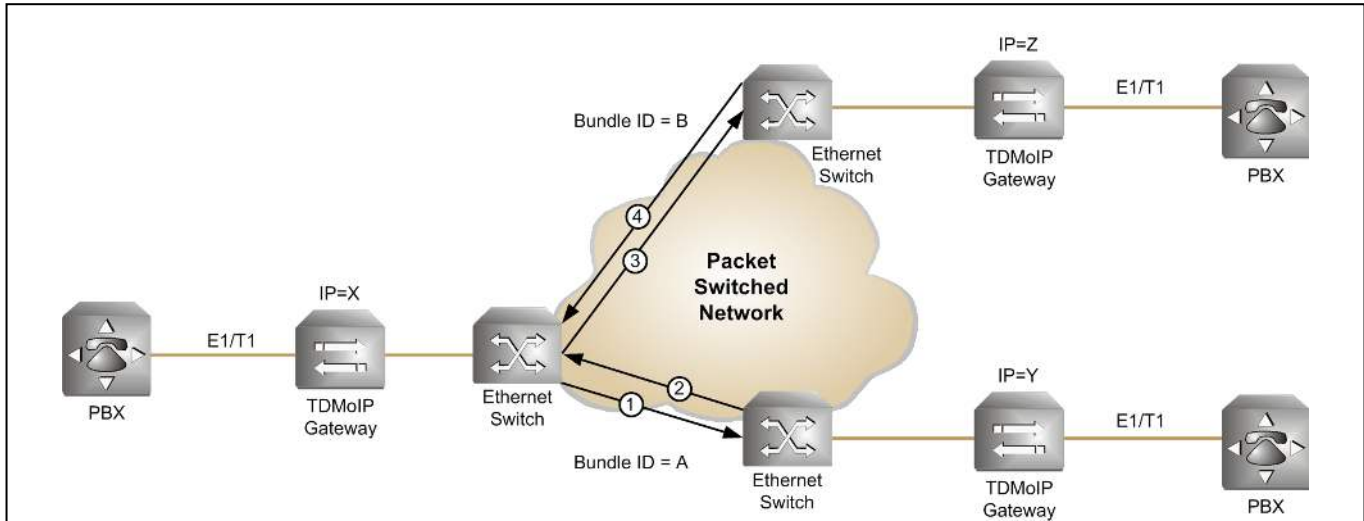 IP=Z
E1/T1
Bundle ID = B
Ethernet
Switch
TDMoIP
Gateway
PBX
4
3
Packet
Switched
Network
IP=X
E1/T1
PBX
TDMoIP
Gateway
Ethernet
Switch
2
1
IP=Y
E1/T1
Bundle ID = A
Ethernet
Switch
TDMoIP
Gateway
PBX